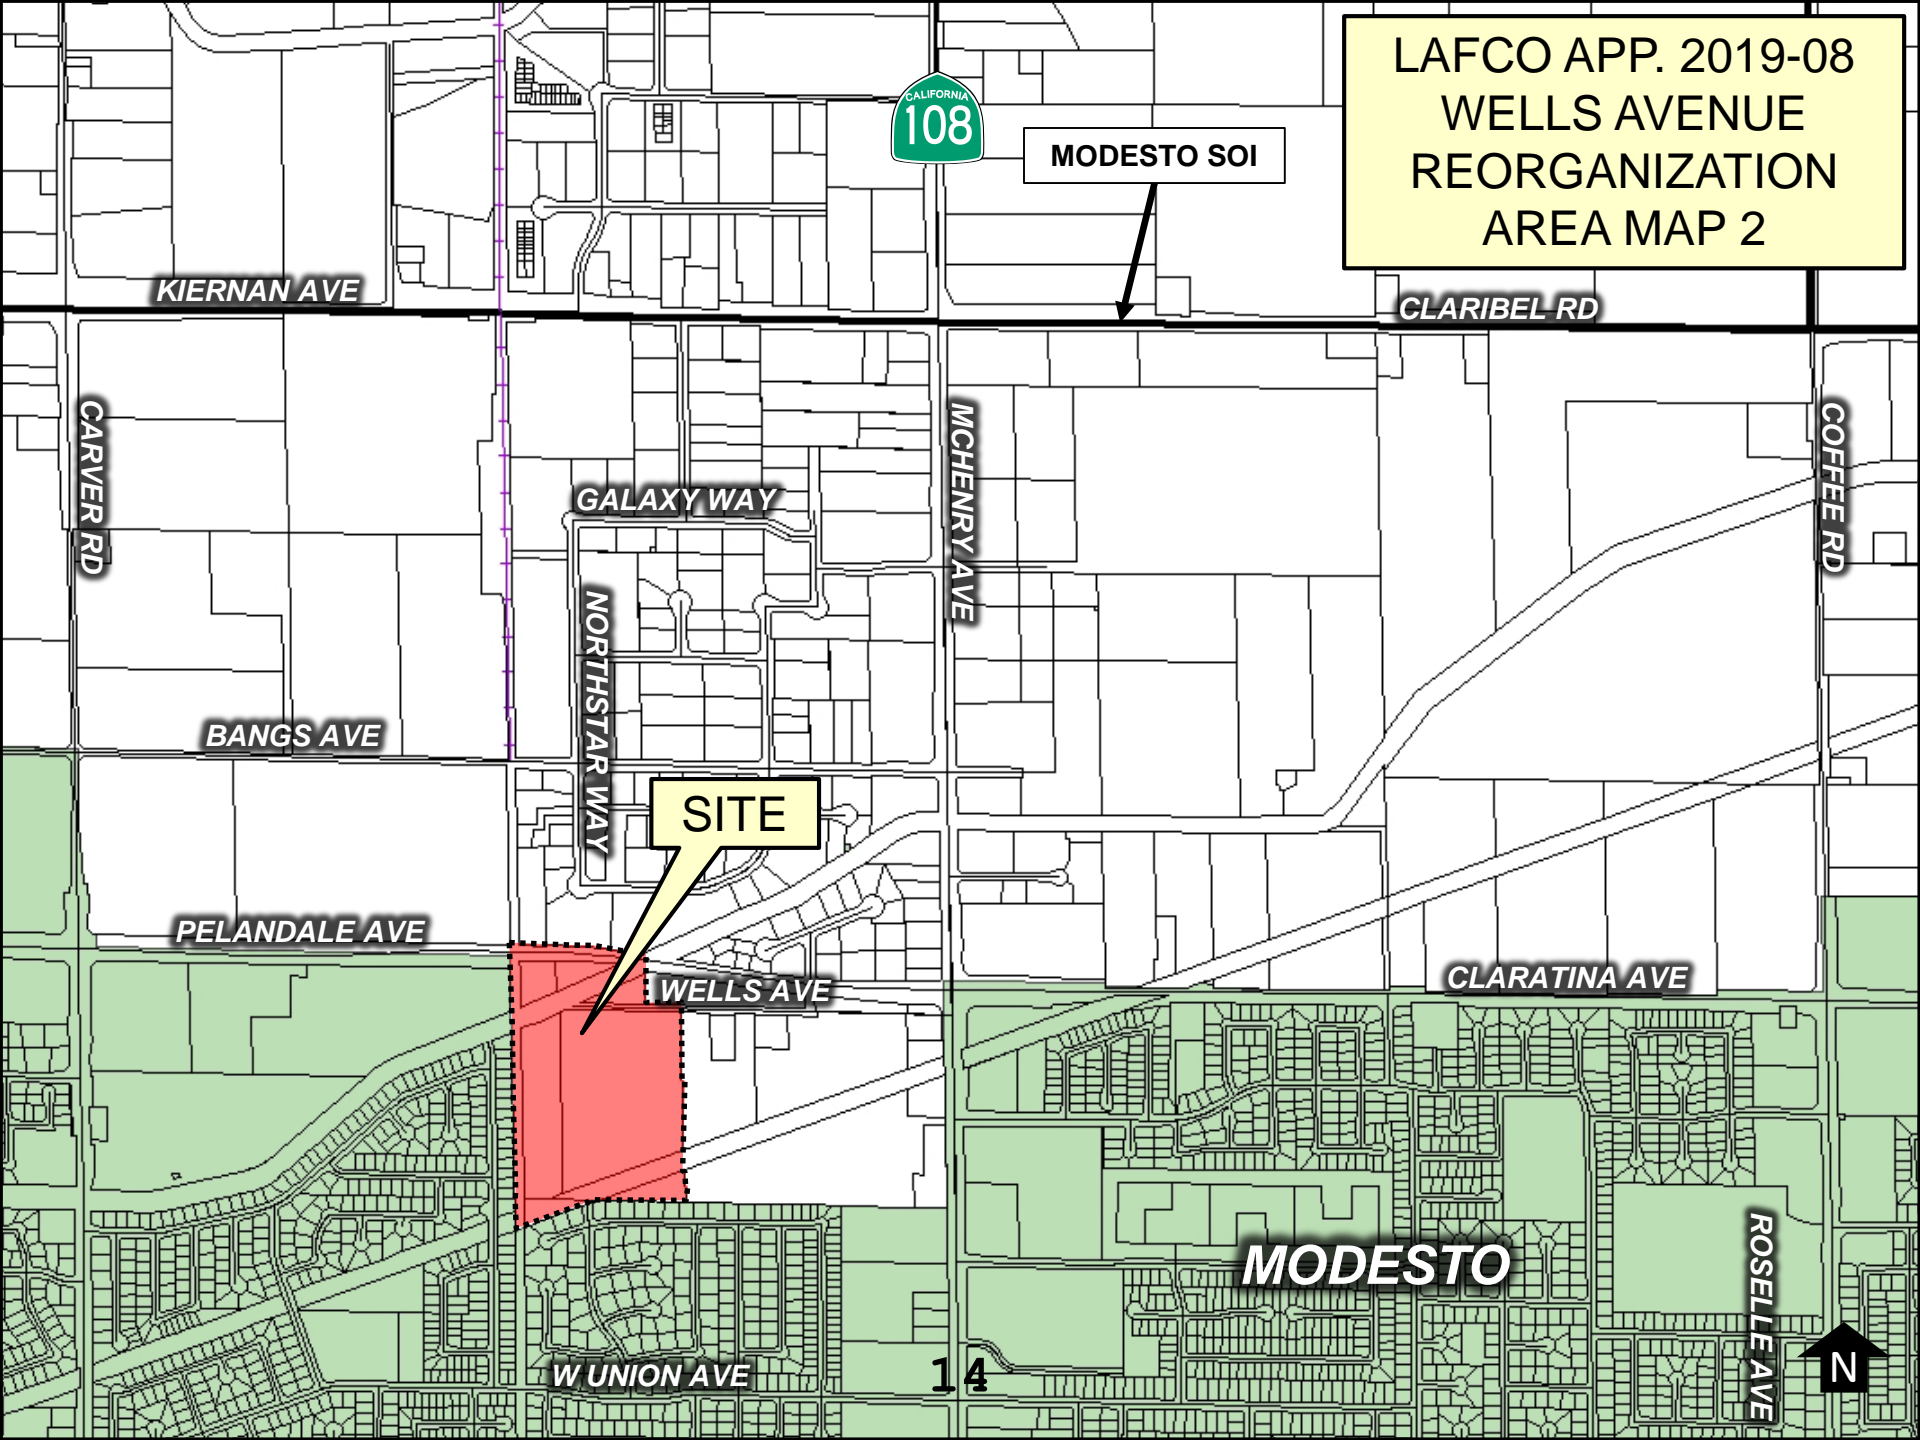 LAFCO APP. 2019-08
WELLS AVENUE
REORGANIZATION
AREA MAP 2
CALIFORNIA
108
MODESTO SOI
KIERNAN AVE
CLARIBEL RD
CARVER RD
MCHENRY AVE
COFFEE RD
GALAXY WAY
NORTHSTAR WAY
BANGS AVE
SITE
PELANDALE AVE
WELLS AVE
CLARATINA AVE
MODESTO
ROSELLE AVE
W UNION AVE
14
N